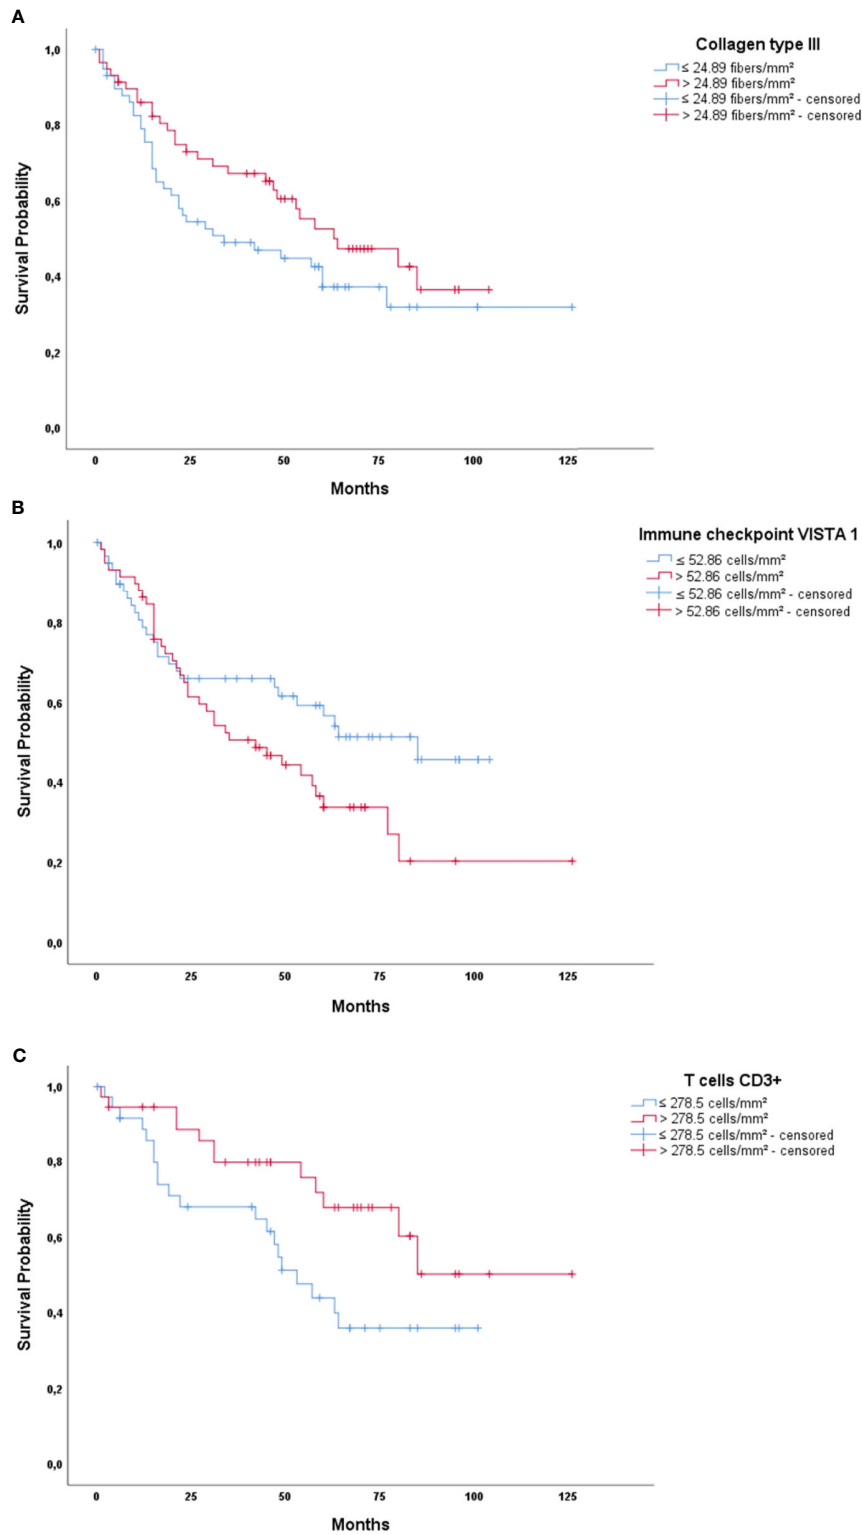 A
Collagen type III
≤ 24.89 fibers/mm²
> 24.89 fibers/mm²
≤ 24.89 fibers/mm² - censored
> 24.89 fibers/mm² - censored
1,0
0,8
0,6
0,4
0,2
0,0
Survival Probability
0 25 50 75 100 125
Months
B
Immune checkpoint VISTA 1
≤ 52.86 cells/mm²
> 52.86 cells/mm²
≤ 52.86 cells/mm² - censored
> 52.86 cells/mm² - censored
1,0
0,8
0,6
0,4
0,2
0,0
Survival Probability
0 25 50 75 100 125
Months
C
T cells CD3+
≤ 278.5 cells/mm²
> 278.5 cells/mm²
≤ 278.5 cells/mm² - censored
> 278.5 cells/mm² - censored
1,0
0,8
0,6
0,4
0,2
0,0
Survival Probability
0 25 50 75 100 125
Months